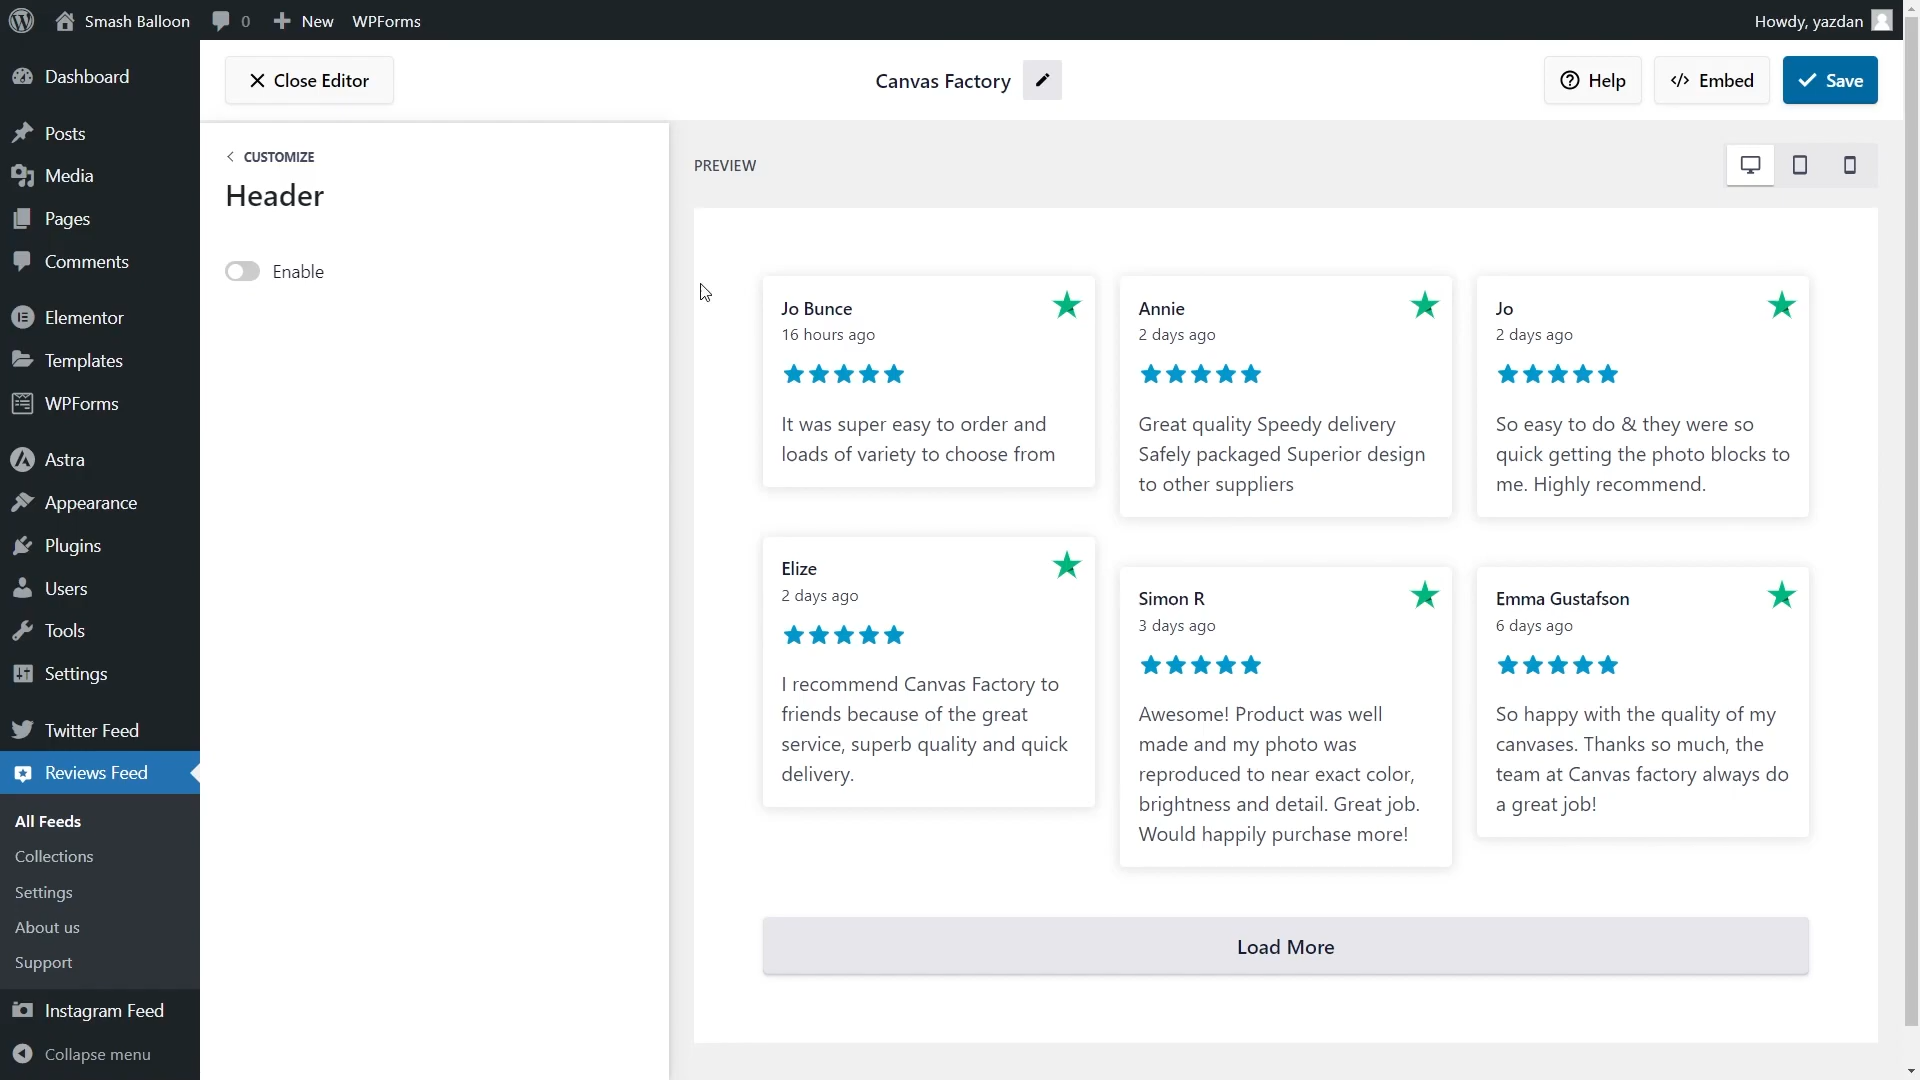 Smash Balloon
0
New
WPForms
Howdy, yazdan
Dashboard
Posts
Media
Pages
Comments
Elementor
Templates
WPForms
Astra
Appearance
Plugins
Users
Tools
Settings
Twitter Feed
Reviews Feed
All Feeds
Collections
Settings
About us
Support
Instagram Feed
Collapse menu
Close Editor
Canvas Factory
Help
Embed
Save
CUSTOMIZE
Header
Enable
PREVIEW
Jo Bunce
16 hours ago
It was super easy to order and
loads of variety to choose from
Annie
2 days ago
Great quality Speedy delivery
Safely packaged Superior design
to other suppliers
Jo
2 days ago
So easy to do & they were so
quick getting the photo blocks to
me. Highly recommend.
Elize
2 days ago
I recommend Canvas Factory to
friends because of the great
service, superb quality and quick
delivery.
Simon R
3 days ago
Awesome! Product was well
made and my photo was
reproduced to near exact color,
brightness and detail. Great job.
Would happily purchase more!
Emma Gustafson
6 days ago
So happy with the quality of my
canvases. Thanks so much, the
team at Canvas factory always do
a great job!
Load More